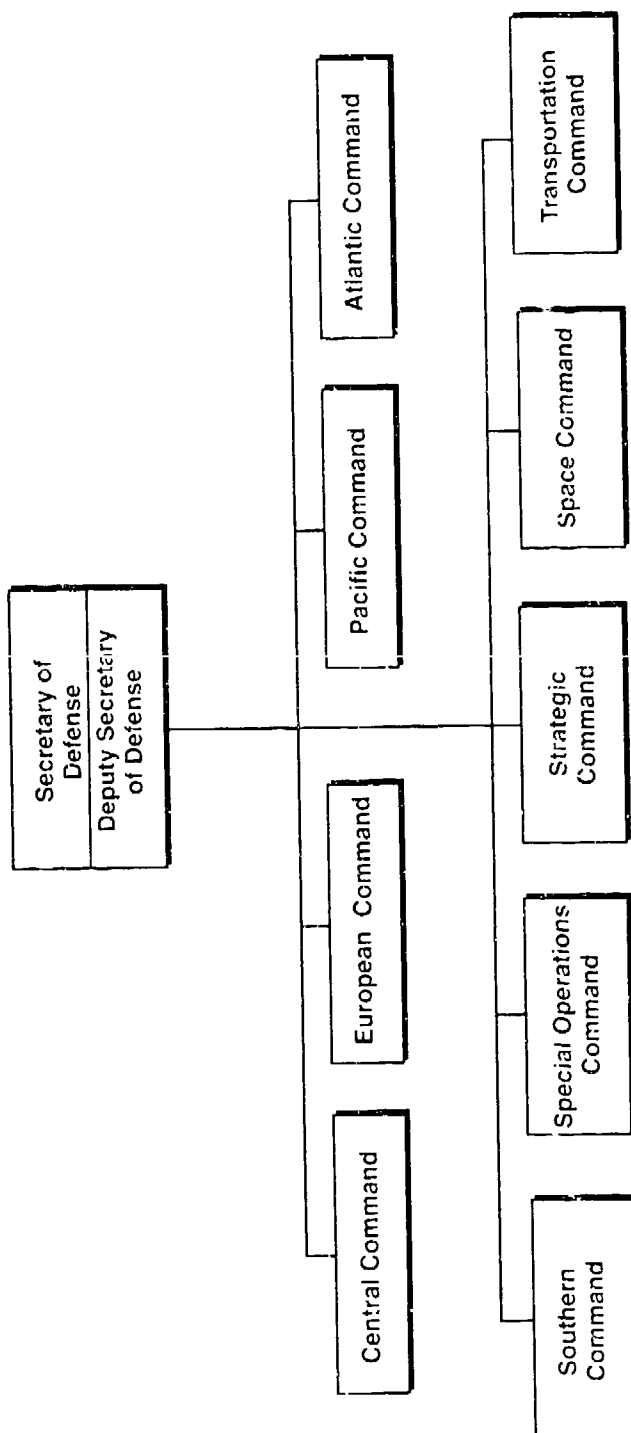 Secretary of
Defense
Deputy Secretary
of Defense
Central Command
European Command
Pacific Command
Atlantic Command
Southern
Command
Special Operations
Command
Strategic
Command
Space Command
Transportation
Command